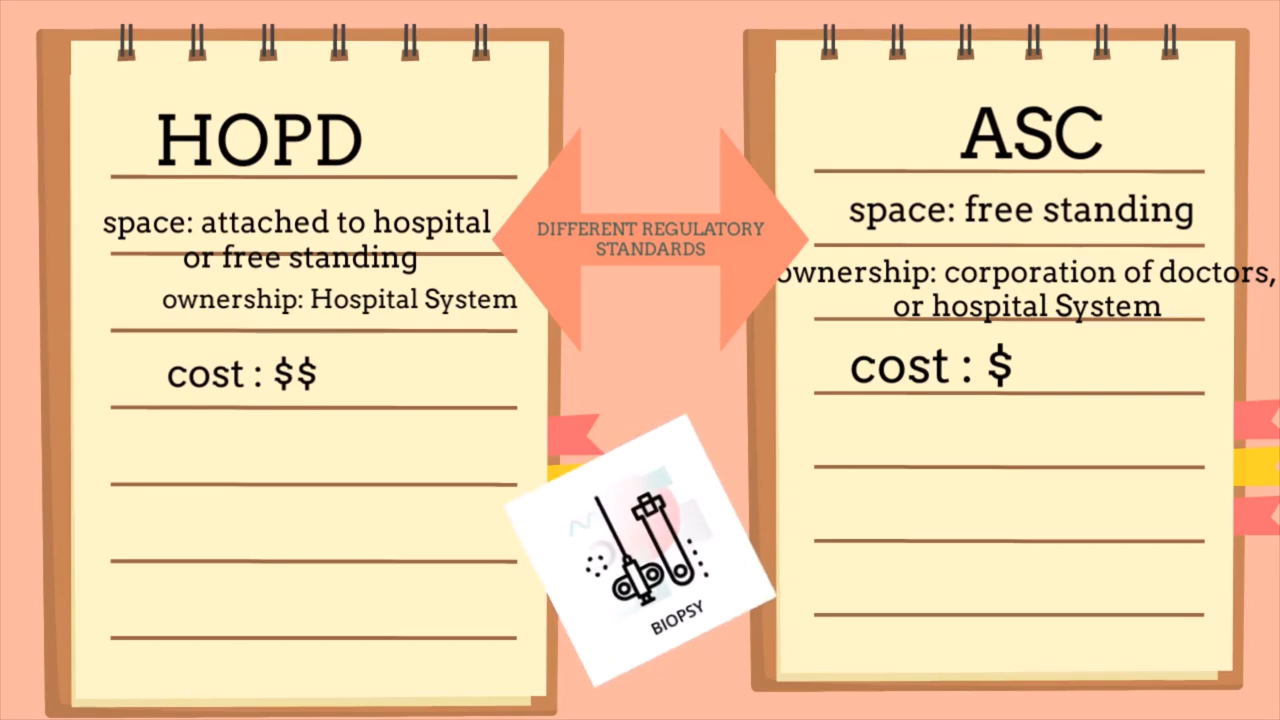 HOPD
space: attached to hospital
or free standing
ownership: Hospital System
cost : $$
DIFFERENT REGULATORY
STANDARDS
BIOPSY
ASC
space: free standing
ownership: corporation of doctors,
or hospital System
cost : $